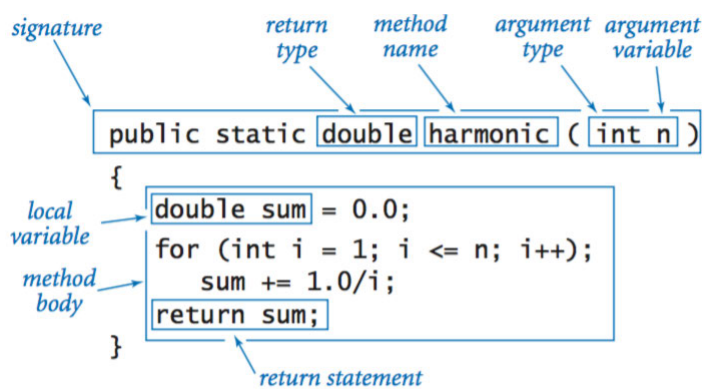 signature
return type
method name
argument type
argument variable
public static double harmonic ( int n )
{
local variable
double sum = 0.0;
for (int i = 1; i <= n; i++);
method body
sum += 1.0/i;
return sum;
}
return statement